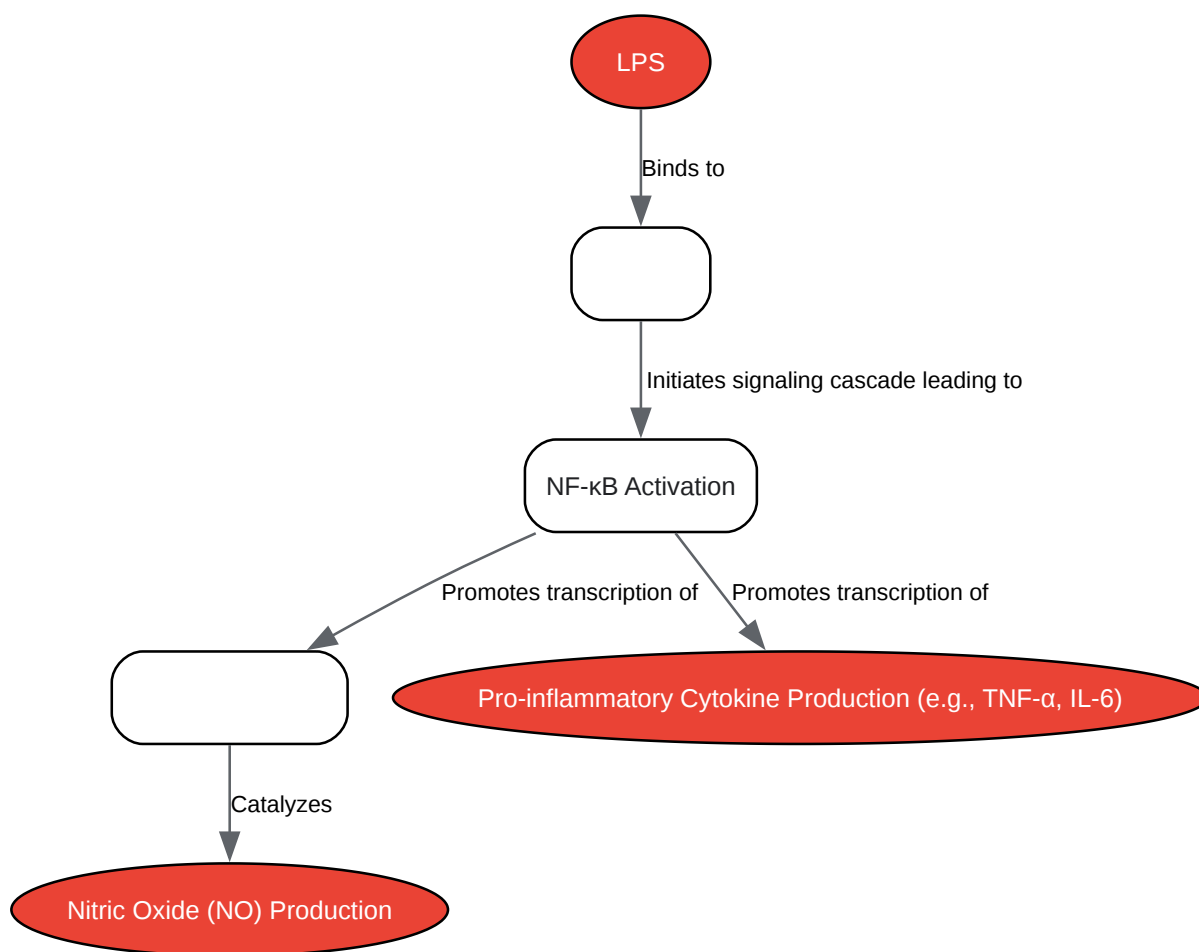 LPS
Binds to
Initiates signaling cascade leading to
NF-κB Activation
Promotes transcription of
Promotes transcription of
Pro-inflammatory Cytokine Production (e.g., TNF-α, IL-6)
Catalyzes
Nitric Oxide (NO) Production